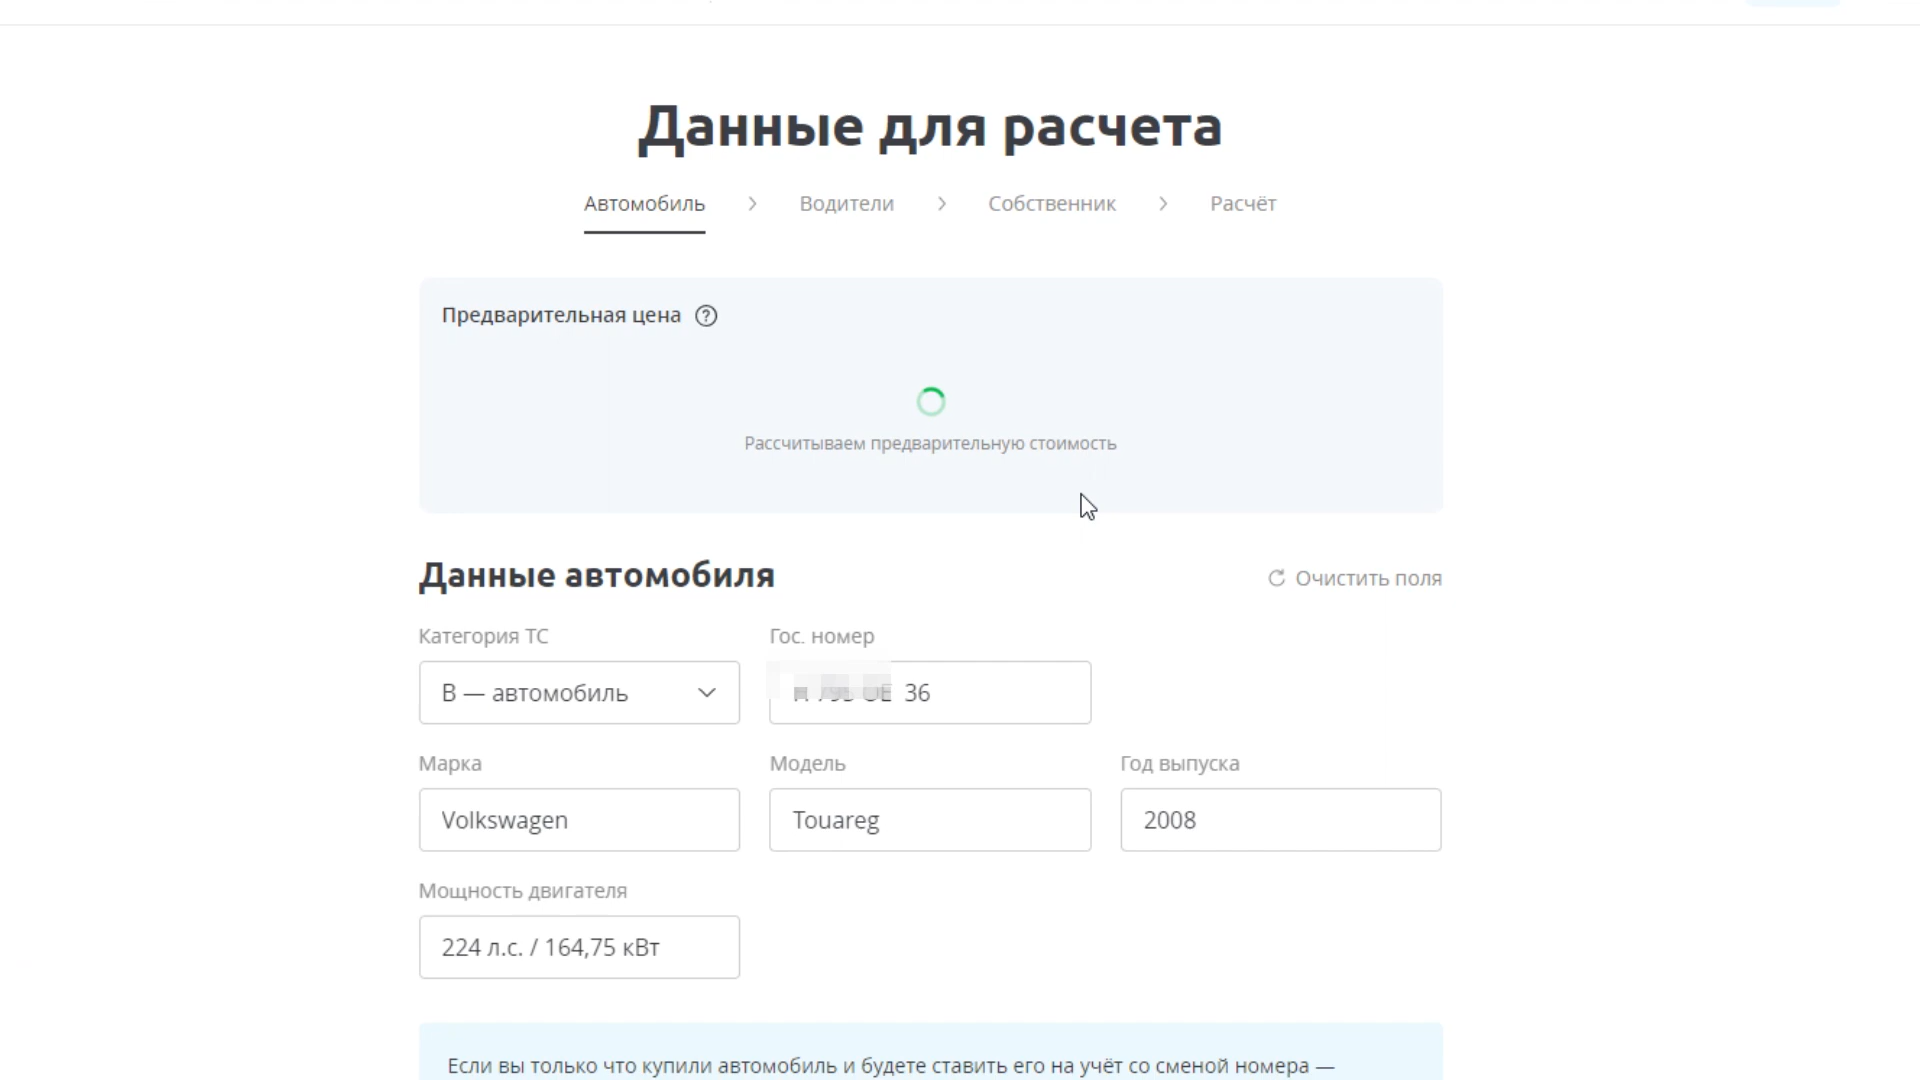 Данные для расчета
Автомобиль > Водители > Собственник > Расчёт
Предварительная цена ?
Рассчитываем предварительную стоимость
Данные автомобиля
Очистить поля
Категория ТС Гос. номер
B — автомобиль 36
Марка Модель Год выпуска
Volkswagen Touareg 2008
Мощность двигателя
224 л.с. / 164,75 кВт
Если вы только что купили автомобиль и будете ставить его на учёт со сменой номера —